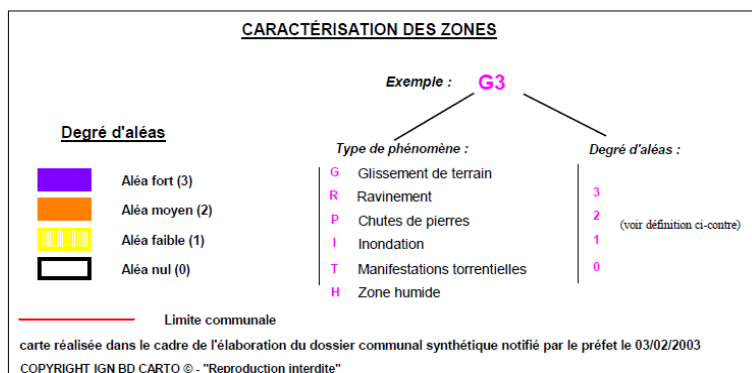 CARACTÉRISATION DES ZONES
Exemple : G3
Degré d'aléas
Aléa fort (3)
Aléa moyen (2)
Aléa faible (1)
Aléa nul (0)
Type de phénomène :
G Glissement de terrain
R Ravinement
P Chutes de pierres
I Inondation
T Manifestations torrentielles
H Zone humide
Degré d'aléas :
3
2
1
0
(voir définition ci-contre)
Limite communale
carte réalisée dans le cadre de l'élaboration du dossier communal synthétique notifié par le préfet le 03/02/2003
COPYRIGHT IGN BD CARTO © - "Reproduction interdite"